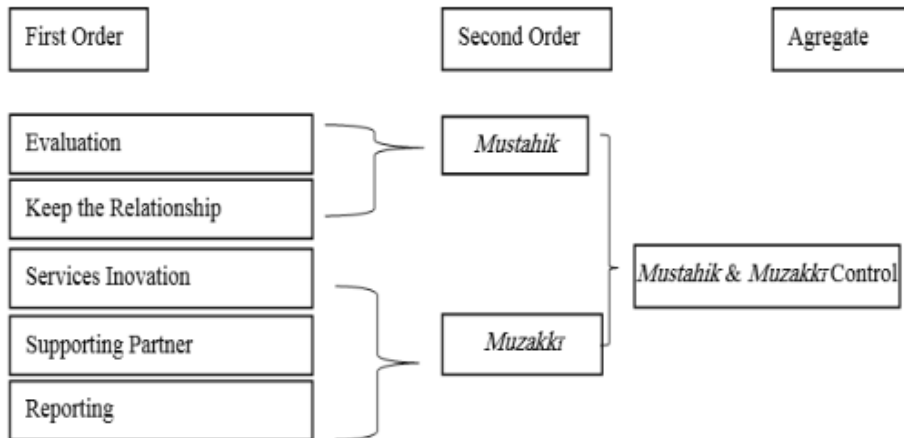 First Order
Second Order
Agregate
Evaluation
Mustahik
Keep the Relationship
Services Inovation
Mustahik & Muzakkī Control
Supporting Partner
Muzakkī
Reporting